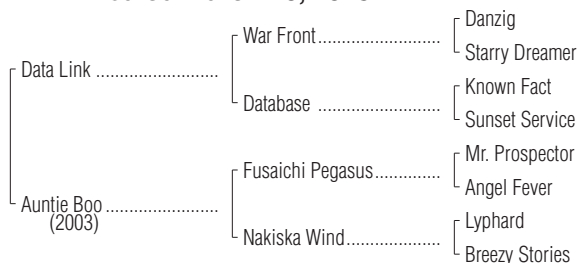 Danzig
War Front
Starry Dreamer
Data Link
Known Fact
Database
Sunset Service
Mr. Prospector
Fusaichi Pegasus
Angel Fever
Auntie Boo
(2003)
Lyphard
Nakiska Wind
Breezy Stories